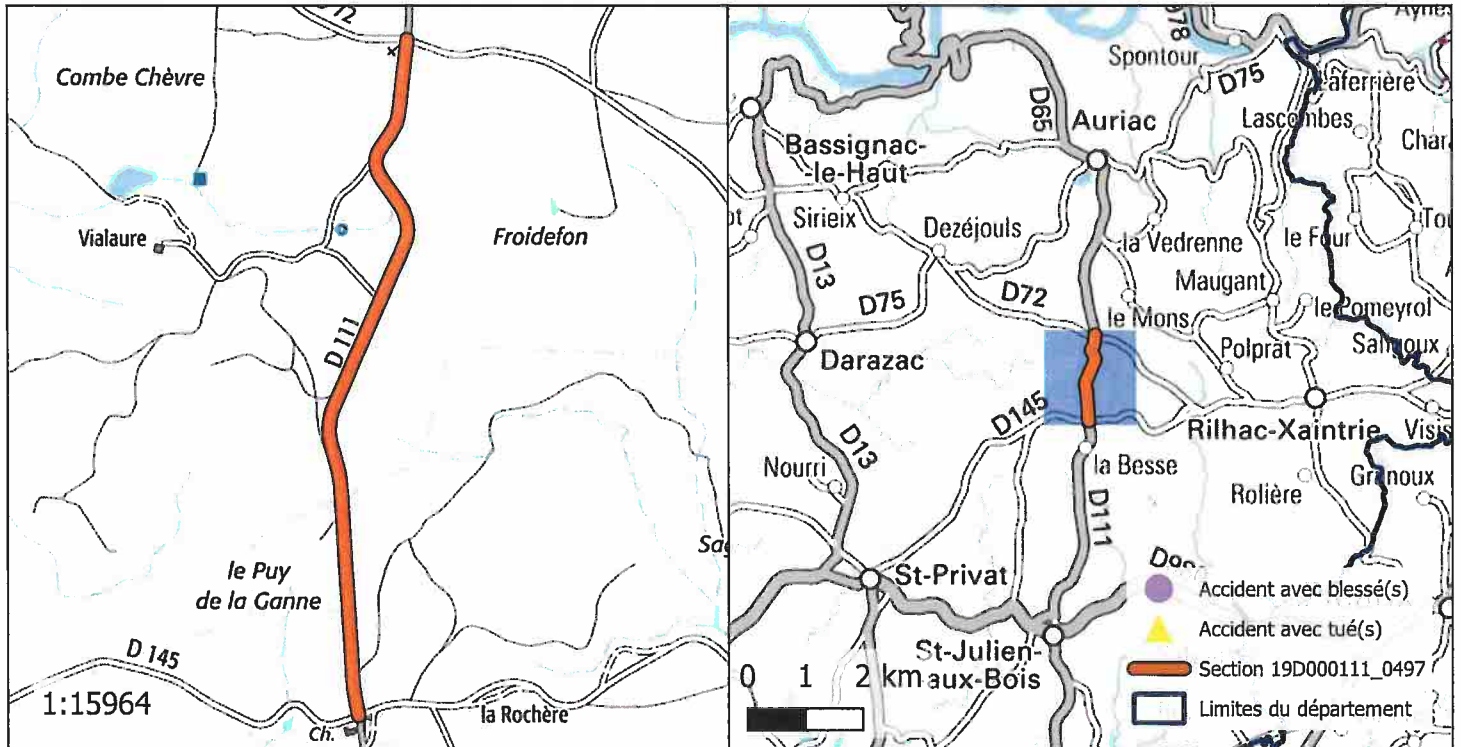 Combe Chèvre
Vialaure
Froidefon
D 111
le Puy
de la Ganne
D 145
1:15964
la Rochère
Ch.
Spontour
D75
Laferrière
D65
Auriac
Lascombes
Bassignac-
-le-Haut
Sirieix
Dezéjouls
la Vedrenne
le Four
D13
Maugant
D75
D72
le Pomeyrol
le Mons
Darazac
Polprat
D145
Rilhac-Xaintrie
D13
Nourri
la Besse
Rolière
D111
St-Privat
Accident avec blessé(s)
Accident avec tué(s)
St-Julien-
aux-Bois
Section 19D000111_0497
0 1 2 km
Limites du département